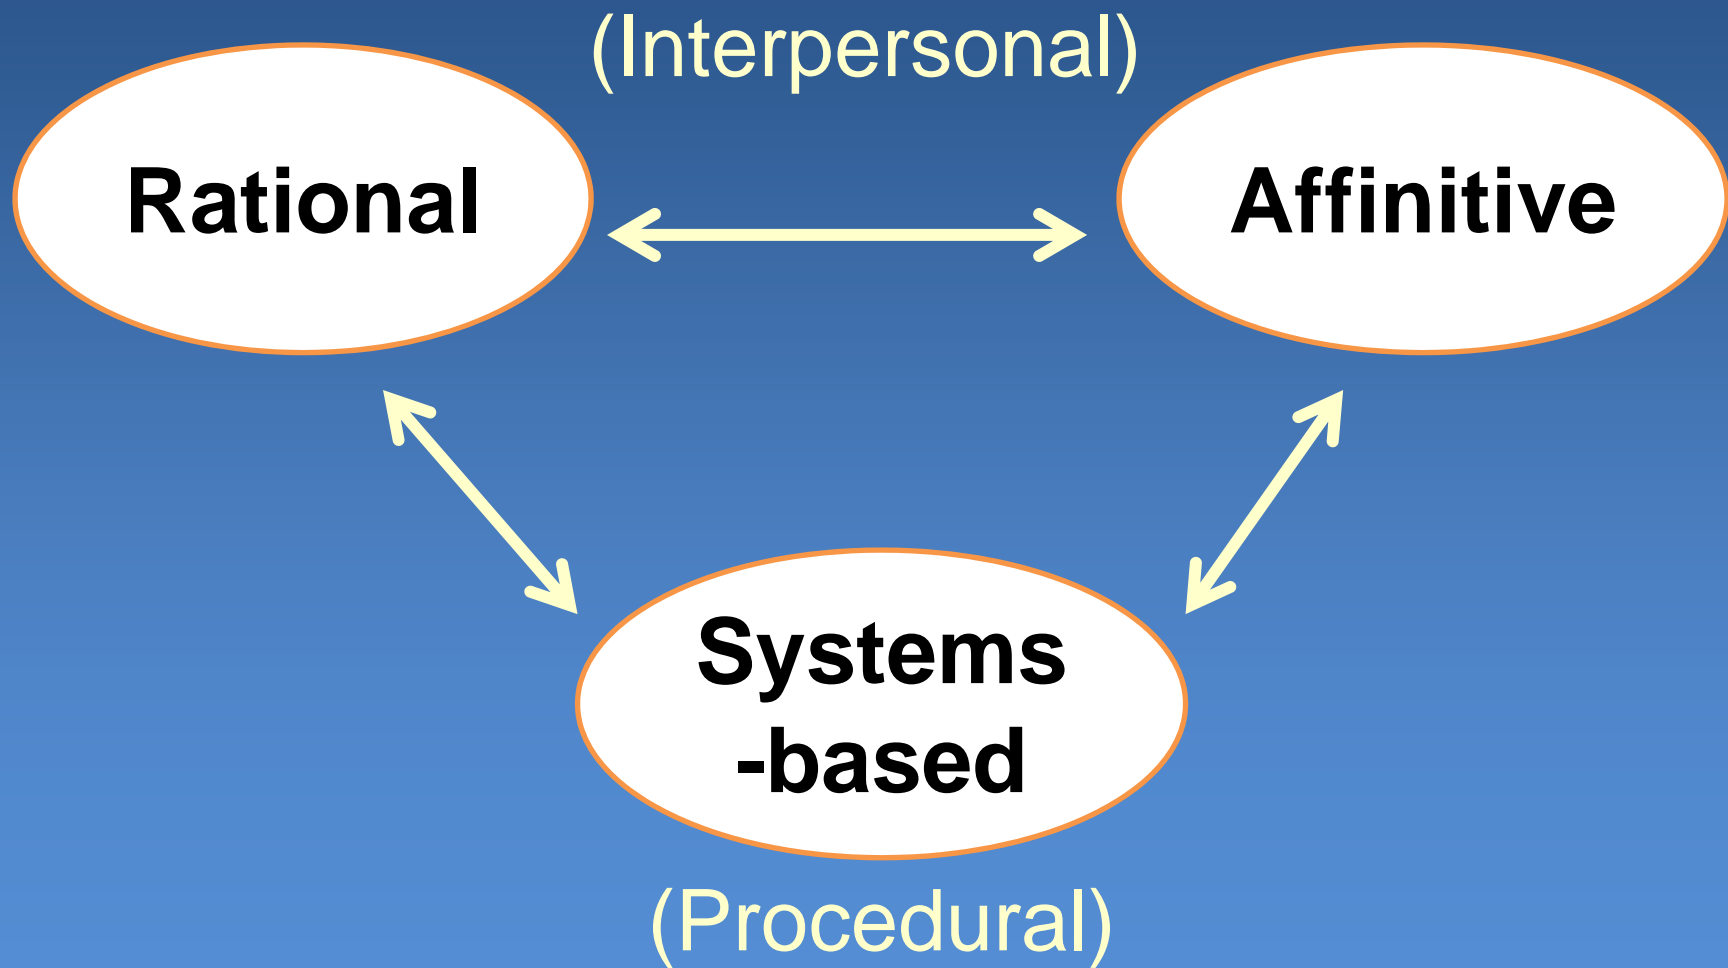 (Interpersonal)
Rational
Affinitive
Systems
-based
(Procedural)